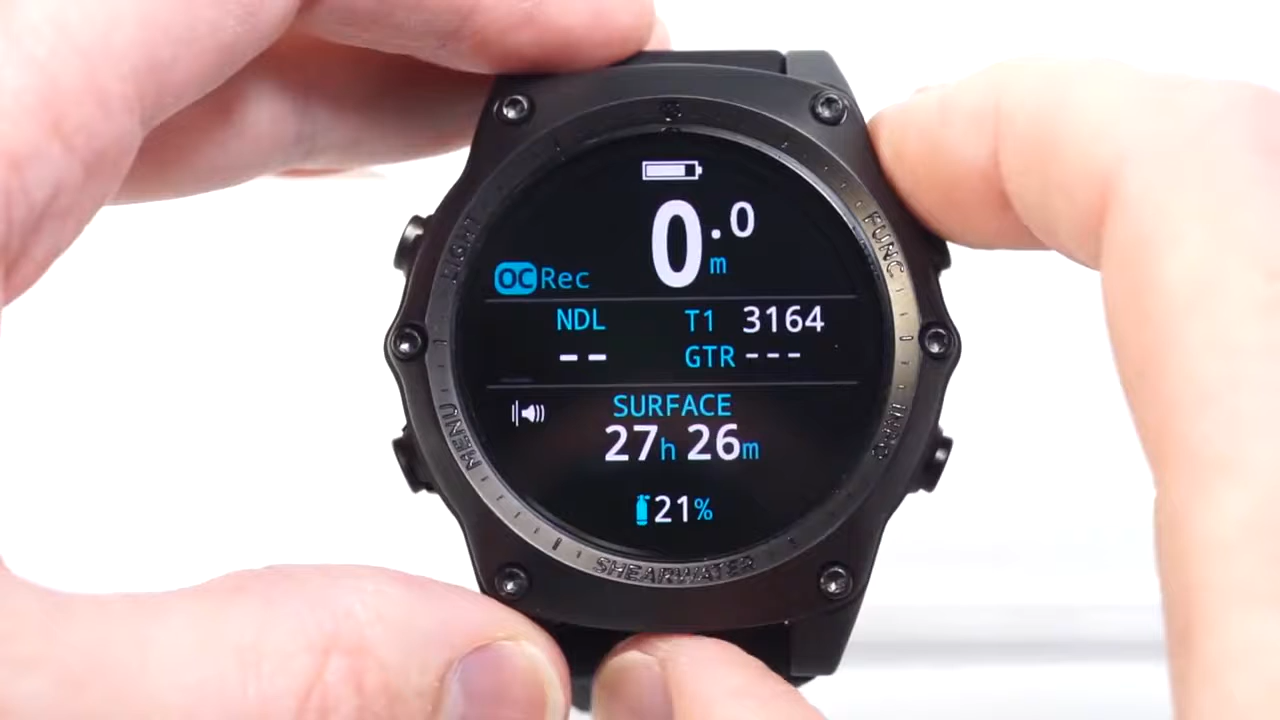 0.0
m
OC Rec
NDL T1 3164
-- GTR ---
SURFACE
27h 26m
21%
LIGHT
FUNC
MENU
INFO
SHEARWATER